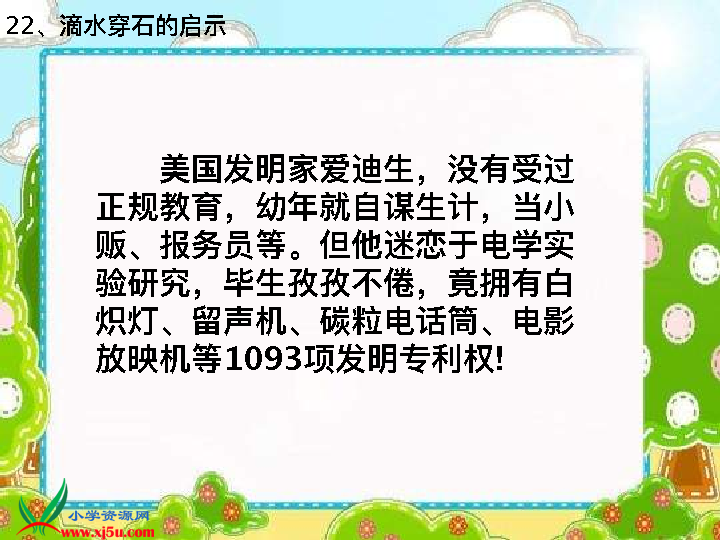 22、滴水穿石的启示
美国发明家爱迪生，没有受过
正规教育，幼年就自谋生计，当小
贩、报务员等。但他迷恋于电学实
验研究，毕生孜孜不倦，竟拥有白
炽灯、留声机、碳粒电话筒、电影
放映机等1093项发明专利权!
小学资源网
www.xj5u.com